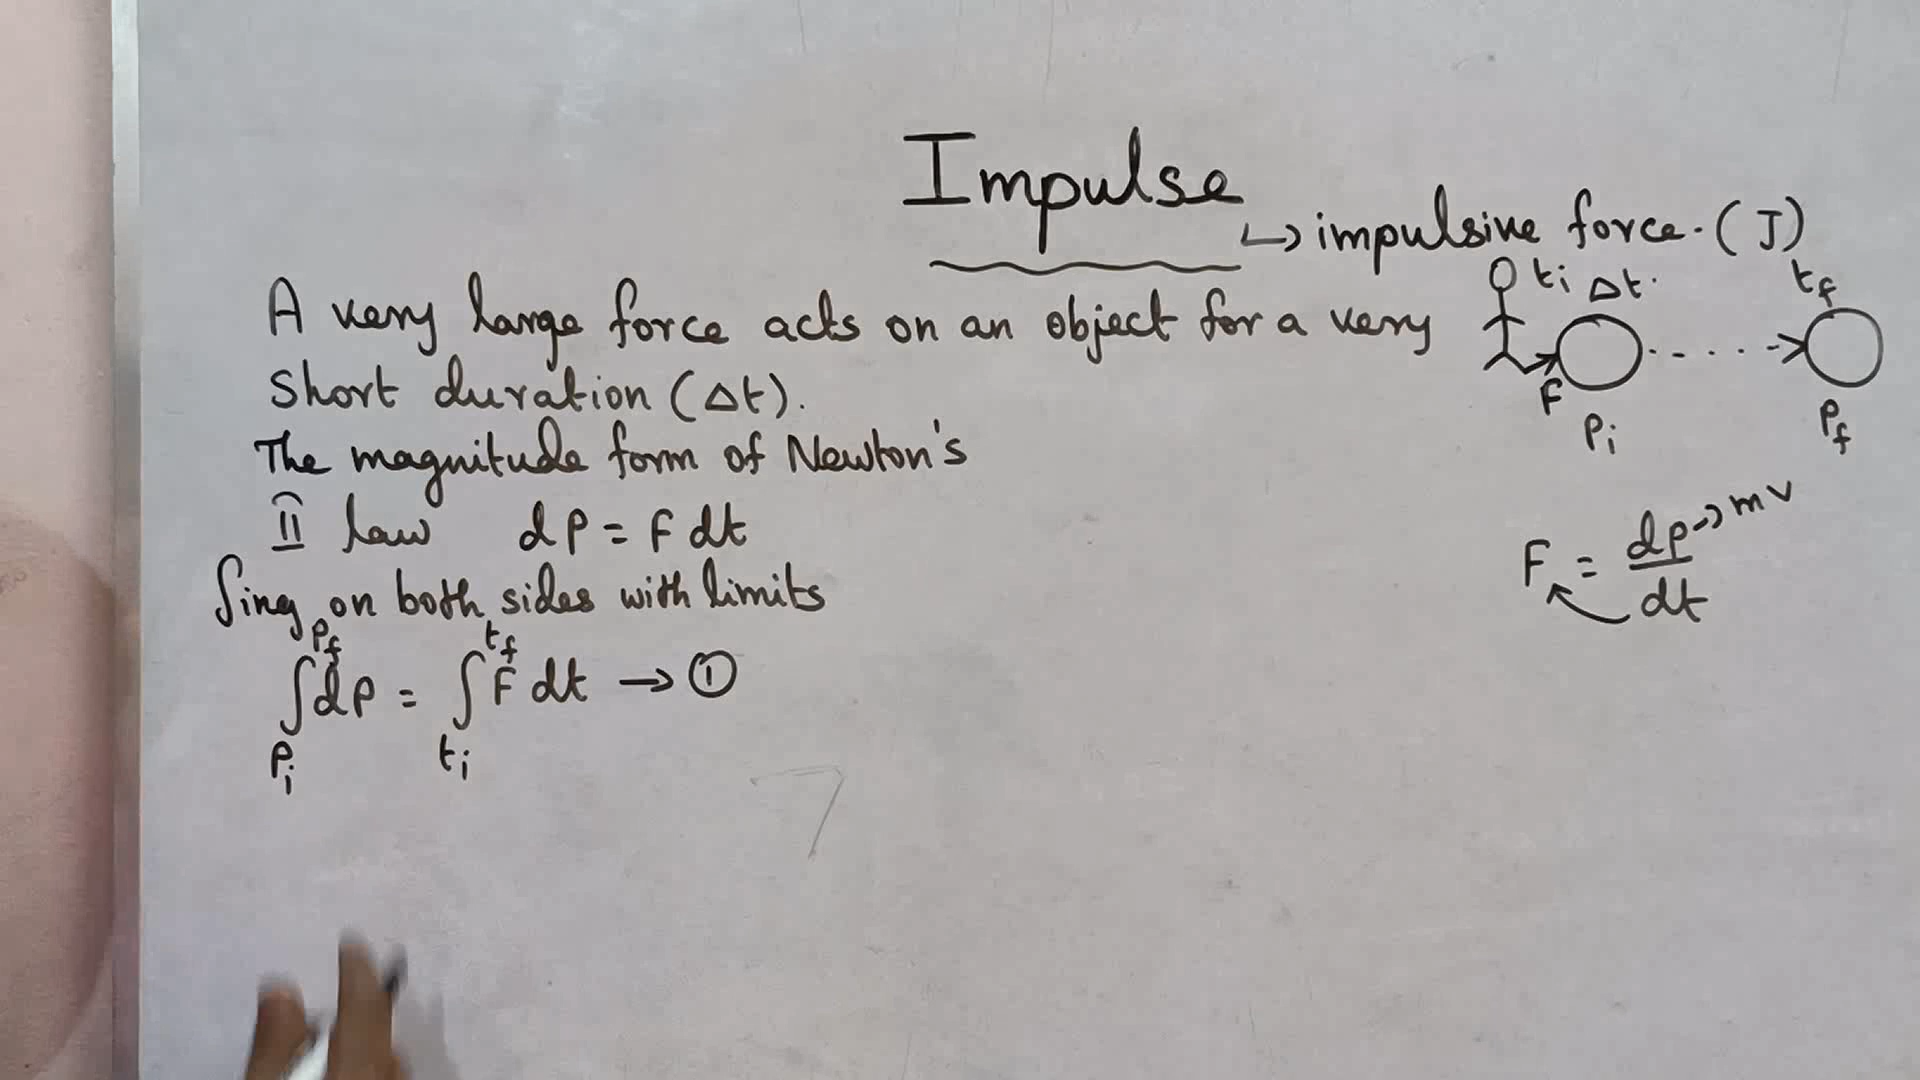 Impulse
↳ impulsive force. (J)
A very large force acts on an object for a very
short duration (Δt).
The magnitude form of Newton's
II law dP = F dt
∫ing on both sides with limits
∫_{Pi}^{Pf} dP = ∫_{ti}^{tf} F dt → ①
ti Δt. tf
F
Pi Pf
F = dp/dt → mv